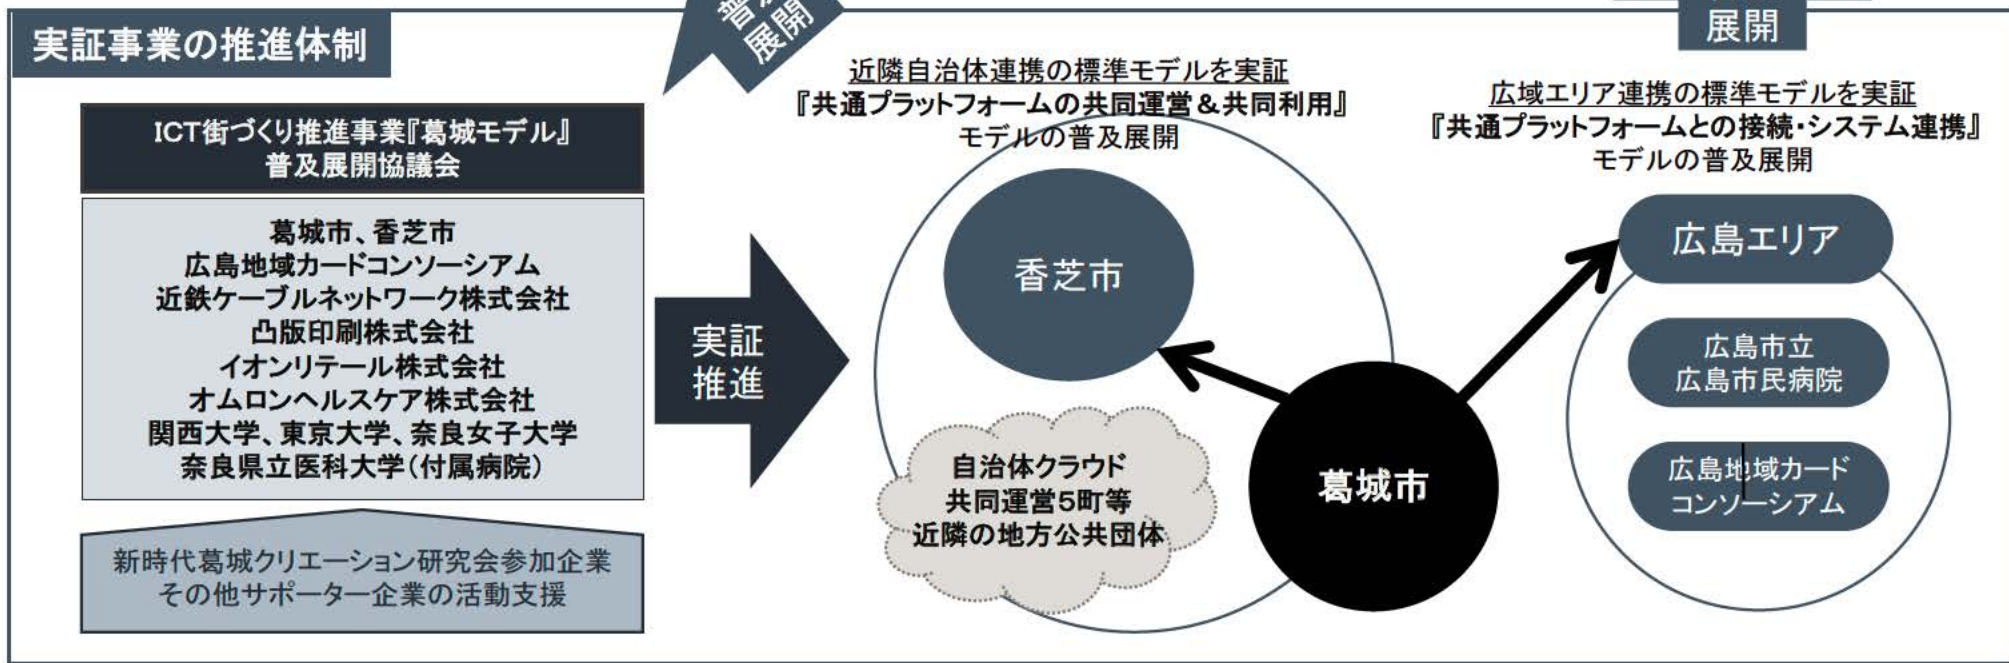 展開
展開
実証事業の推進体制
ICT街づくり推進事業『葛城モデル』
普及展開協議会
葛城市、香芝市
広島地域カードコンソーシアム
近鉄ケーブルネットワーク株式会社
凸版印刷株式会社
イオンリテール株式会社
オムロンヘルスケア株式会社
関西大学、東京大学、奈良女子大学
奈良県立医科大学(付属病院)
新時代葛城クリエーション研究会参加企業
その他サポーター企業の活動支援
実証
推進
近隣自治体連携の標準モデルを実証
『共通プラットフォームの共同運営&共同利用』
モデルの普及展開
香芝市
自治体クラウド
共同運営5町等
近隣の地方公共団体
葛城市
広域エリア連携の標準モデルを実証
『共通プラットフォームとの接続・システム連携』
モデルの普及展開
広島エリア
広島市立
広島市民病院
広島地域カード
コンソーシアム